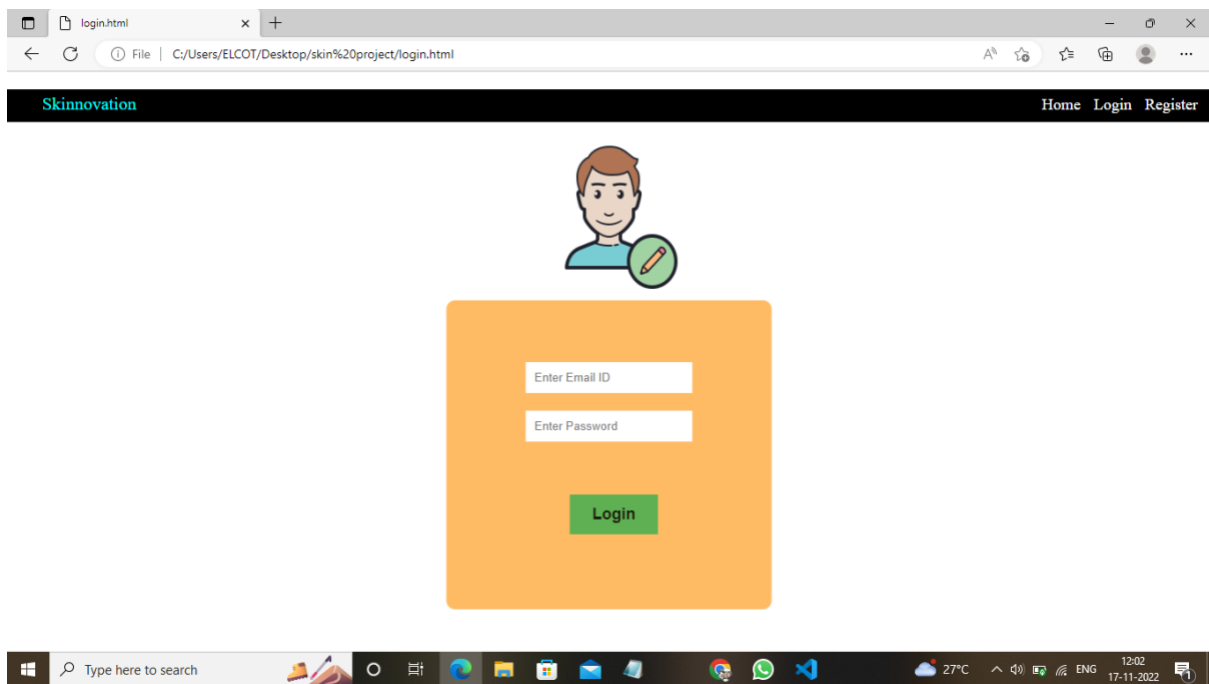 login.html
File | C:/Users/ELCOT/Desktop/skin%20project/login.html
Skinnovation Home Login Register
Enter Email ID
Enter Password
Login
Type here to search 27°C ENG 12:02
17-11-2022 1